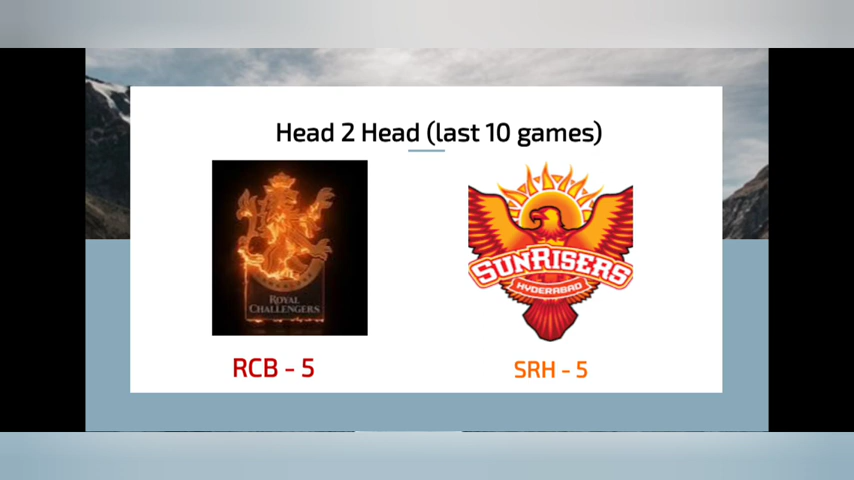 Head 2 Head (last 10 games)
ROYAL
CHALLENGERS
SUNRISERS
HYDERABAD
RCB - 5
SRH - 5